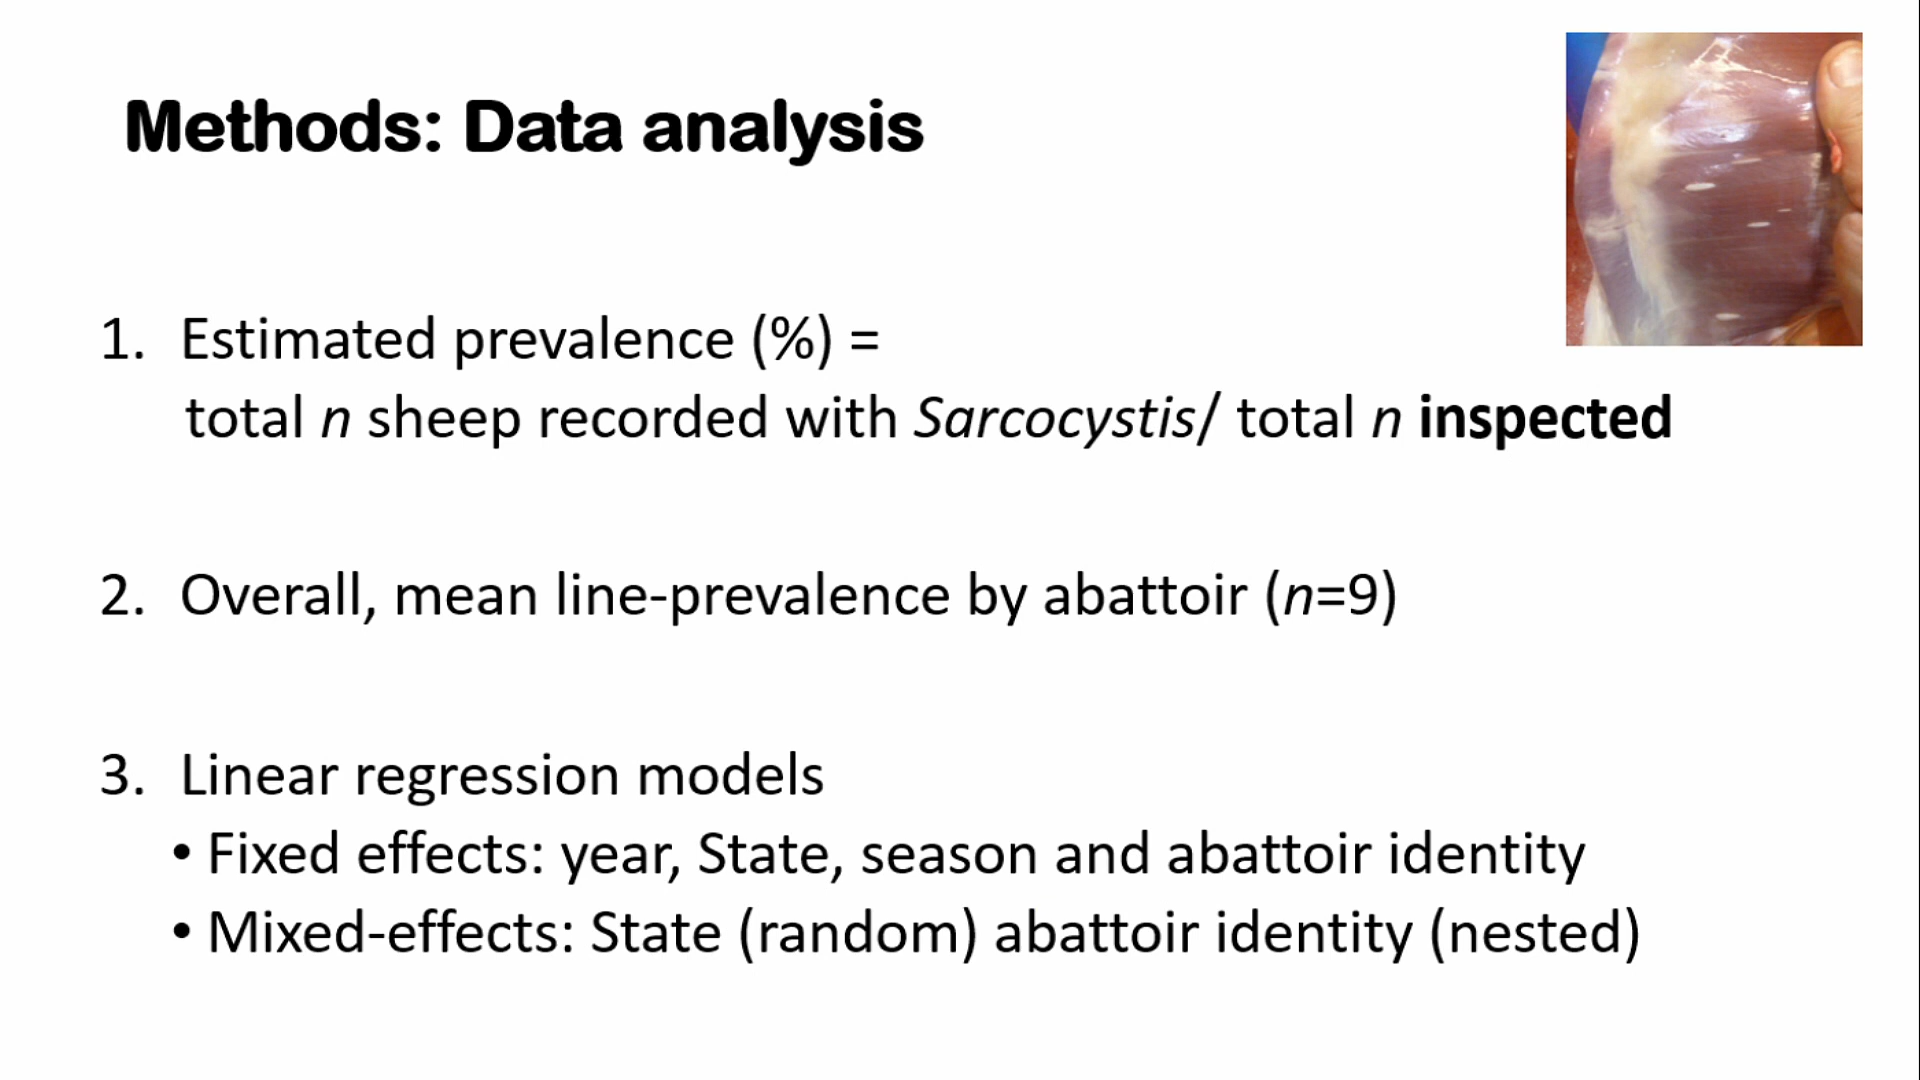 Methods: Data analysis
1. Estimated prevalence (%) =
total n sheep recorded with Sarcocystis/ total n inspected
2. Overall, mean line-prevalence by abattoir (n=9)
3. Linear regression models
• Fixed effects: year, State, season and abattoir identity
• Mixed-effects: State (random) abattoir identity (nested)